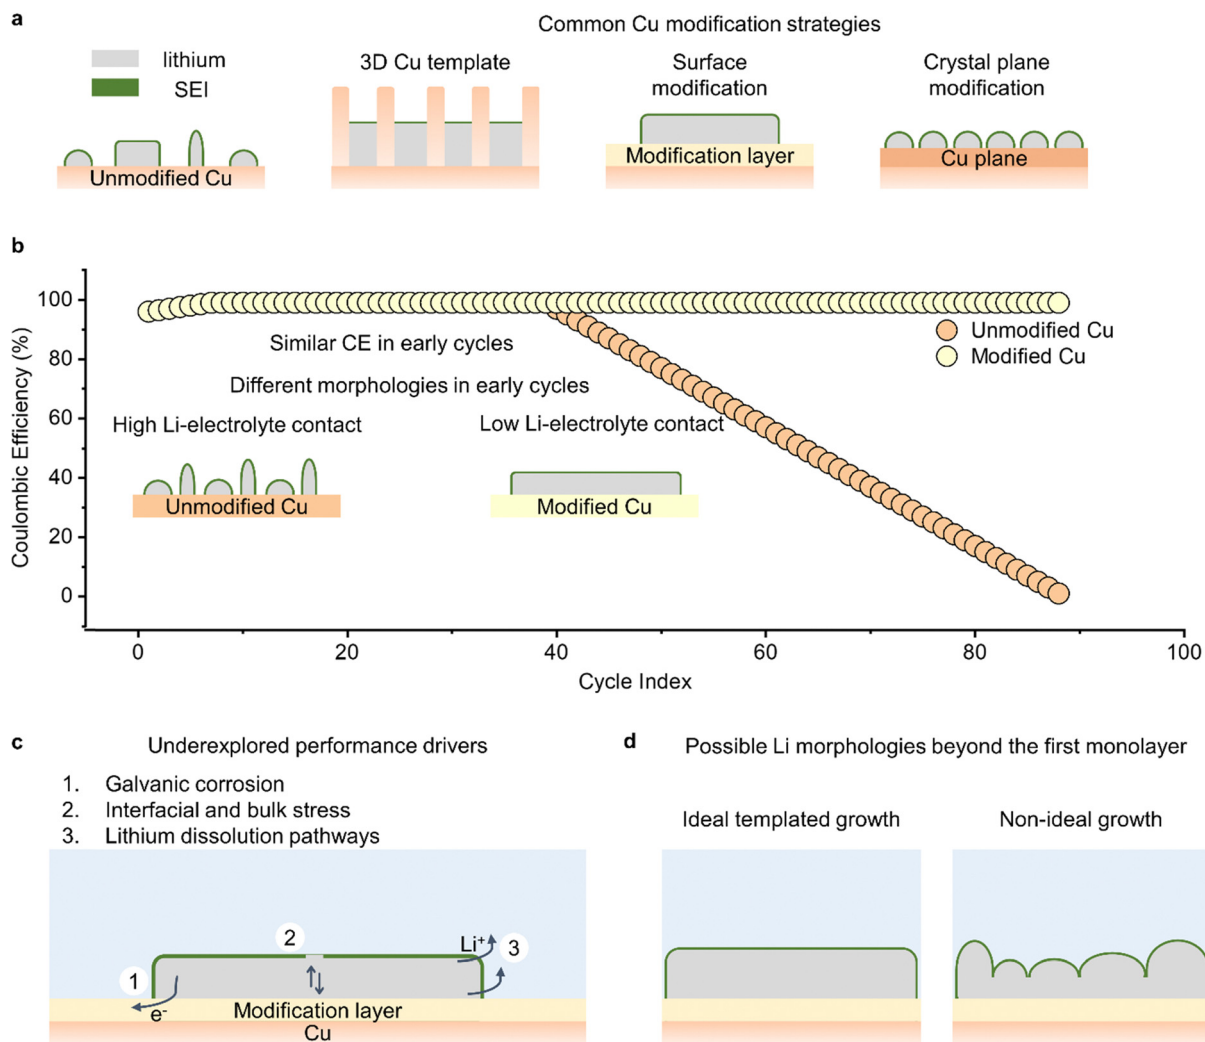 a
Common Cu modification strategies
lithium
SEI
Unmodified Cu
3D Cu template
Surface
modification
Modification layer
Crystal plane
modification
Cu plane
b
Coulombic Efficiency (%)
100
80
60
40
20
0
Similar CE in early cycles
Different morphologies in early cycles
High Li-electrolyte contact
Unmodified Cu
Low Li-electrolyte contact
Modified Cu
Unmodified Cu
Modified Cu
0
20
40
60
80
100
Cycle Index
c
Underexplored performance drivers
1. Galvanic corrosion
2. Interfacial and bulk stress
3. Lithium dissolution pathways
1
2
3
Li⁺
e⁻
Modification layer
Cu
d
Possible Li morphologies beyond the first monolayer
Ideal templated growth
Non-ideal growth